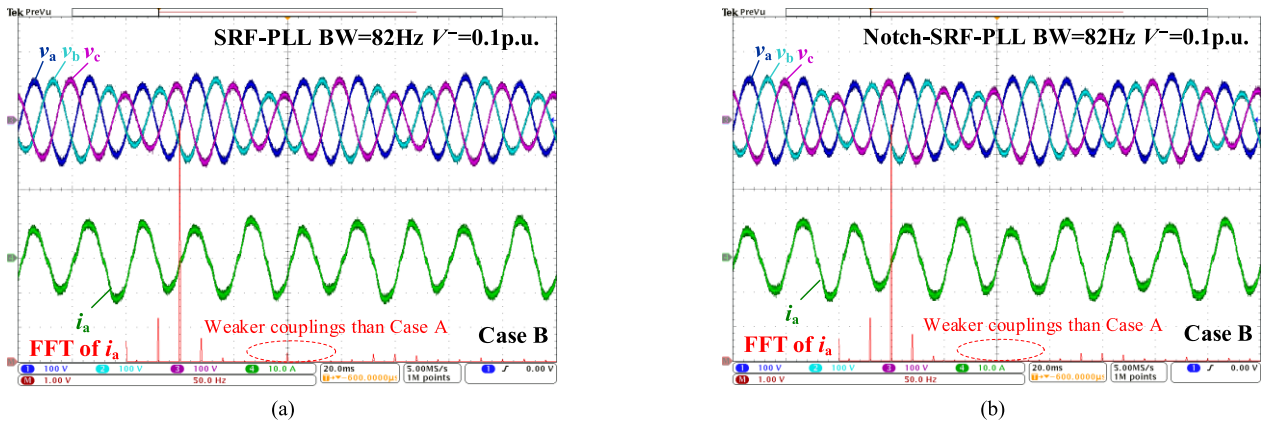 Tek PreVu
SRF-PLL BW=82Hz V⁻=0.1p.u.
va vb vc
ia
Weaker couplings than Case A
Case B
FFT of ia
1 100 V 2 100 V 3 100 V 4 10.0 A
M 1.00 V 50.0 Hz
20.0ms
T→▾−600.0000µs
5.00MS/s
1M points
1 0.00 V
(a)
Tek PreVu
Notch-SRF-PLL BW=82Hz V⁻=0.1p.u.
va vb vc
ia
Weaker couplings than Case A
Case B
FFT of ia
1 100 V 2 100 V 3 100 V 4 10.0 A
M 1.00 V 50.0 Hz
20.0ms
T→▾−600.0000µs
5.00MS/s
1M points
1 0.00 V
(b)